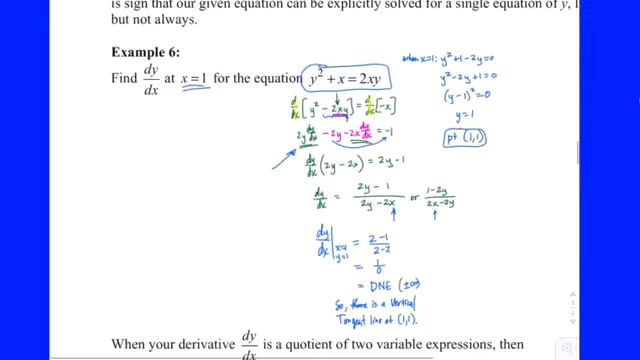 is sign that our given equation can be explicitly solved for a single equation of y,
but not always.
Example 6:
Find dy/dx at x = 1 for the equation y² + x = 2xy
d/dx [y² - 2xy] = d/dx [-x]
2y dy/dx - 2y - 2x dy/dx = -1
dy/dx (2y - 2x) = 2y - 1
dy/dx = (2y - 1)/(2y - 2x) or (1 - 2y)/(2x - 2y)
dy/dx | x=1 y=1 = (2-1)/(2-2)
= 1/0
= DNE (±∞)
So, there is a vertical
Tangent line at (1,1).
when x=1: y² + 1 - 2y = 0
y² - 2y + 1 = 0
(y - 1)² = 0
y = 1
pt (1,1)
When your derivative dy/dx is a quotient of two variable expressions, then